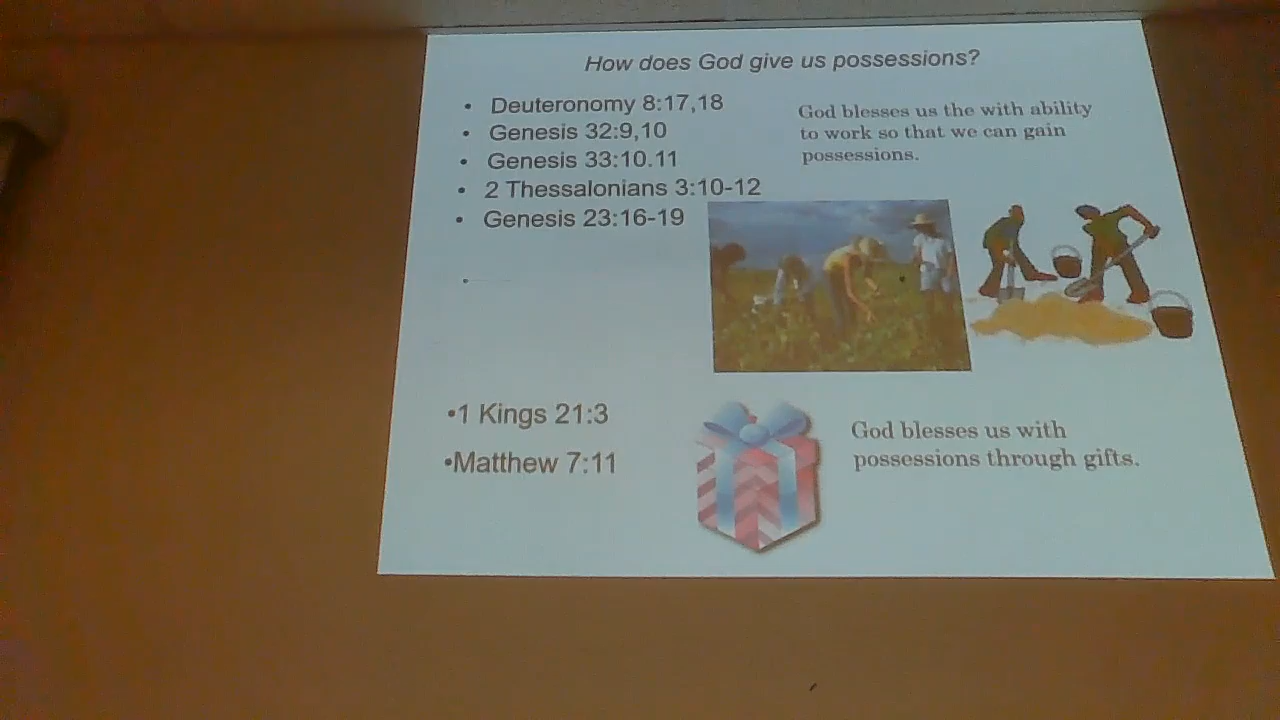 How does God give us possessions?
• Deuteronomy 8:17,18
• Genesis 32:9,10
• Genesis 33:10.11
• 2 Thessalonians 3:10-12
• Genesis 23:16-19
God blesses us the with ability
to work so that we can gain
possessions.
•1 Kings 21:3
•Matthew 7:11
God blesses us with
possessions through gifts.